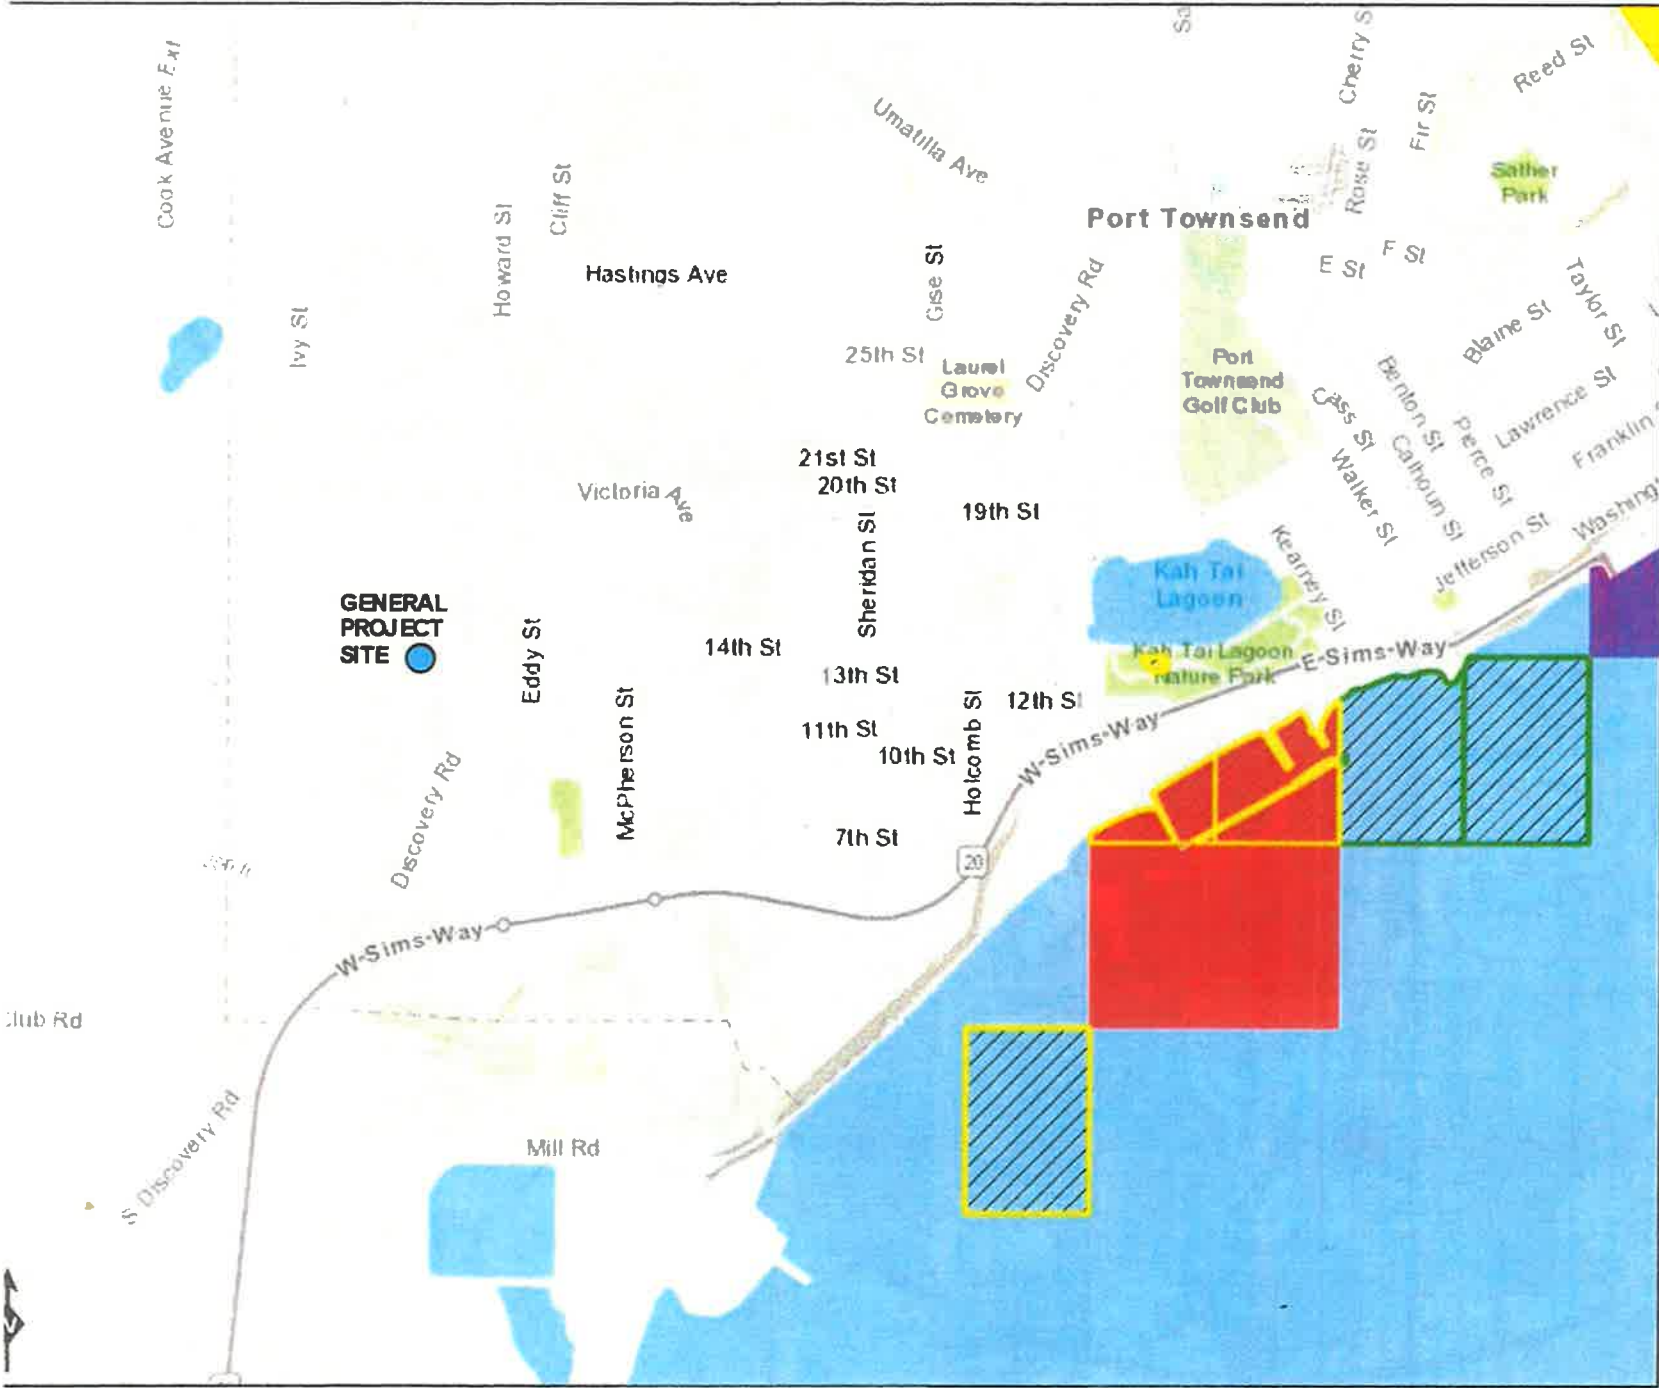 Cook Avenue Ext
Cherry S
Reed St
Fir St
Umatilla Ave
Rose St
Sather
Park
Cliff St
Howard St
Port Townsend
Hastings Ave
Gise St
Discovery Rd
E St
F St
Taylor St
Ivy St
25th St
Laurel
Grove
Cemetery
Port
Townsend
Golf Club
Blaine St
Cass St
Benton St
Lawrence St
Pierce St
Calhoun St
Franklin
Walker St
21st St
20th St
Victoria Ave
19th St
Sheridan St
Jefferson St
Washing
Kearney St
Kah Tai
Lagoon
GENERAL
PROJECT
SITE
Eddy St
14th St
Kah Tai Lagoon
Nature Park
E-Sims-Way
13th St
McPherson St
12th St
Holcomb St
11th St
10th St
W-Sims-Way
Discovery Rd
7th St
20
W-Sims-Way
Club Rd
S Discovery Rd
Mill Rd